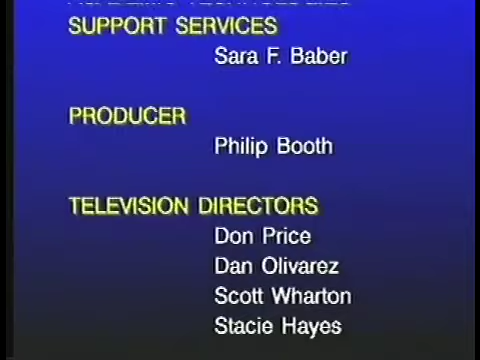 SUPPORT SERVICES
Sara F. Baber
PRODUCER
Philip Booth
TELEVISION DIRECTORS
Don Price
Dan Olivarez
Scott Wharton
Stacie Hayes